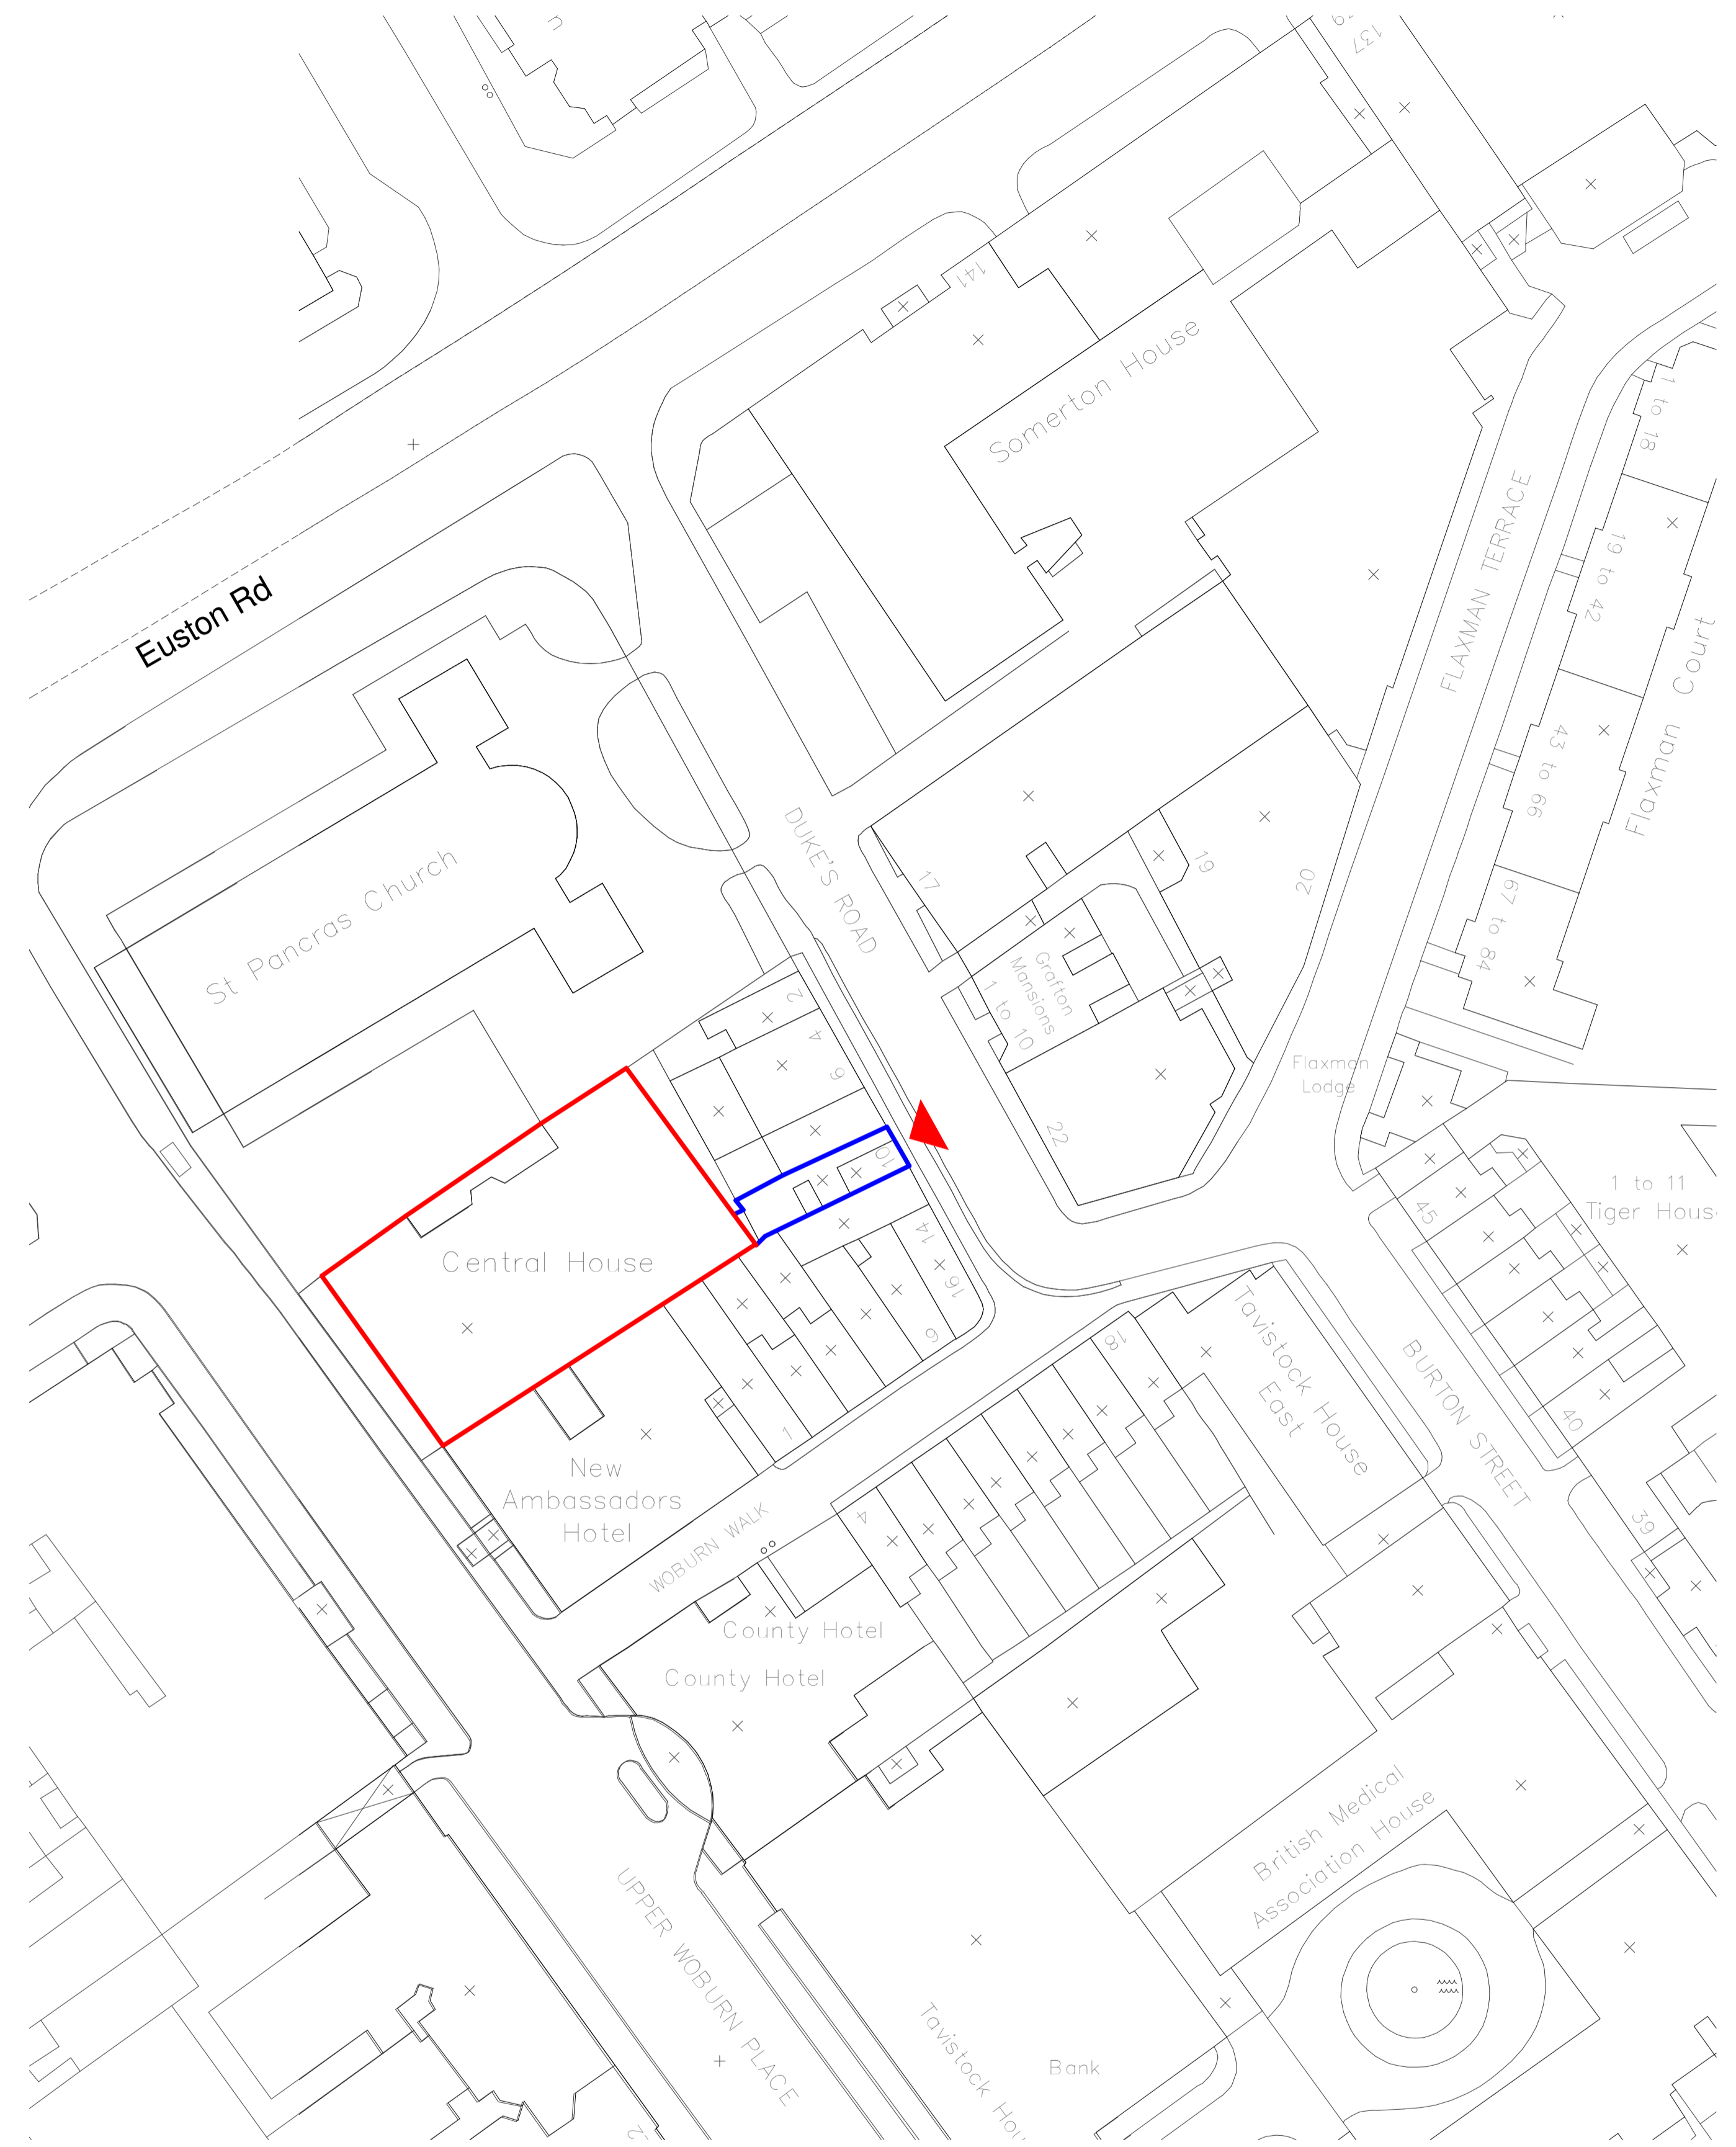 137
141
Somerton House
Euston Rd
1 to 18
FLAXMAN TERRACE
19 to 42
Flaxman Court
43 to 66
67 to 84
St Pancras Church
DUKE'S ROAD
17
19
20
Grafton
Mansions
1 to 10
2
4
6
10
14
16
22
Flaxman
Lodge
1 to 11
Tiger Hous
45
40
39
Central House
9
1
18
Tavistock House
East
BURTON STREET
New
Ambassadors
Hotel
WOBURN WALK
4
County Hotel
County Hotel
British Medical
Association House
UPPER WOBURN PLACE
Tavistock Hou
Bank